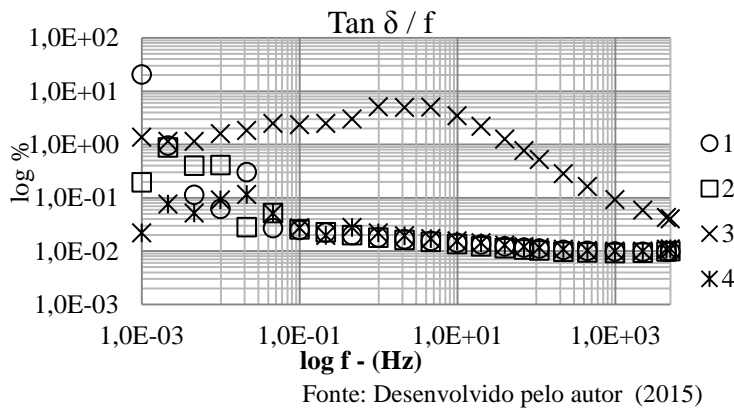 Tan δ / f
1,0E+02
1,0E+01
1,0E+00
1,0E-01
1,0E-02
1,0E-03
log %
1,0E-03 1,0E-01 1,0E+01 1,0E+03
log f - (Hz)
1
2
3
4
Fonte: Desenvolvido pelo autor (2015)